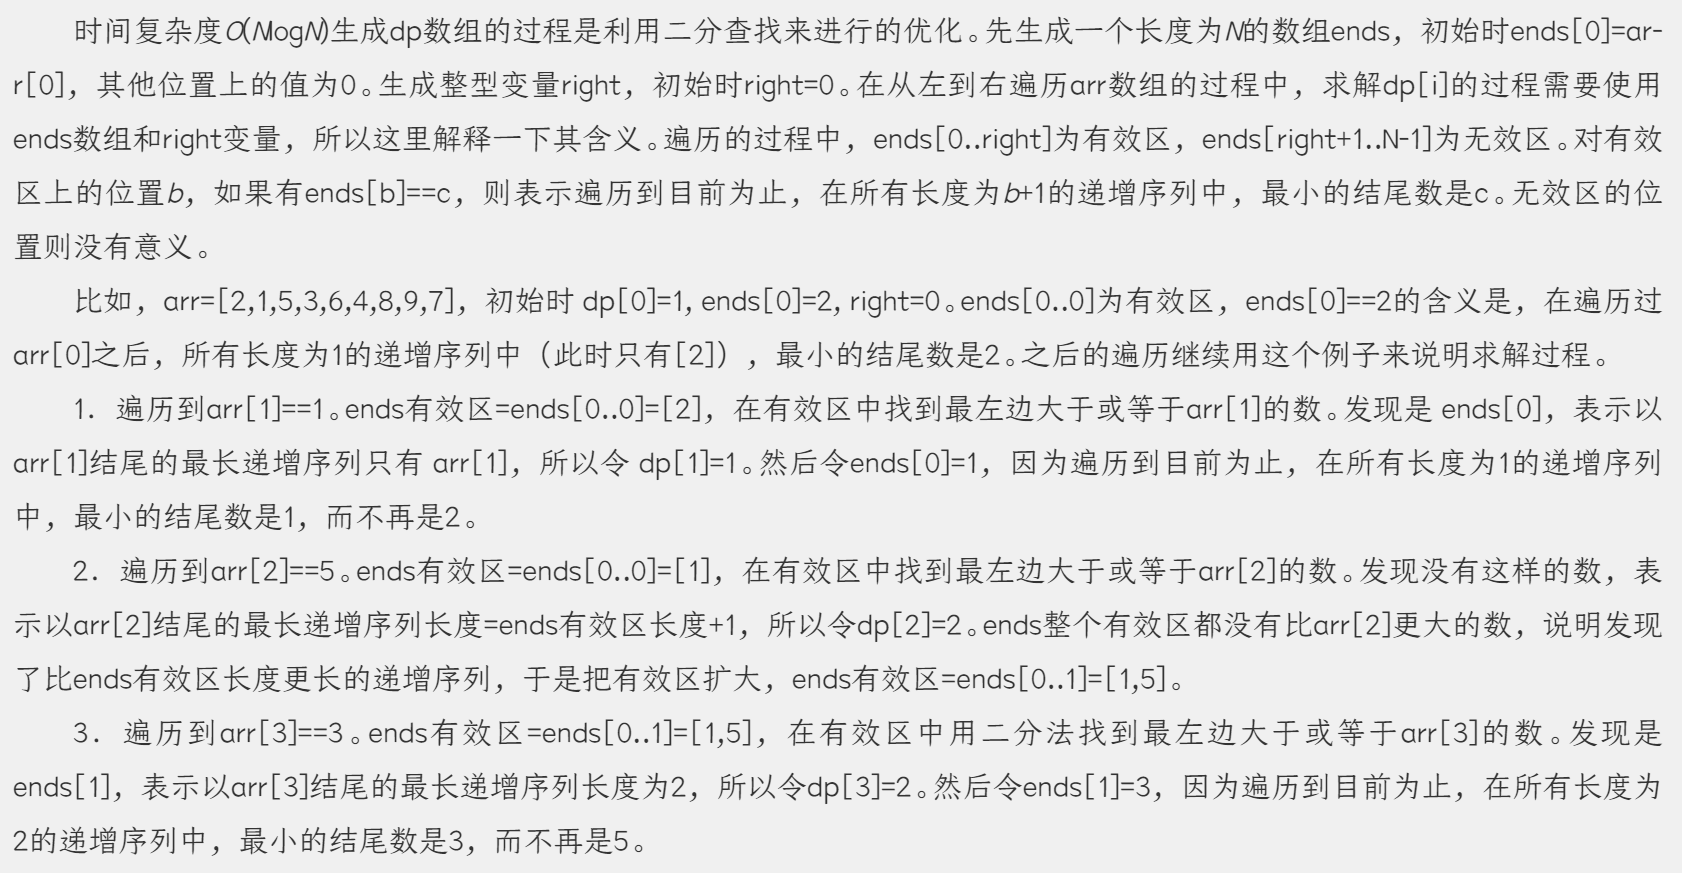 时间复杂度O(NlogN)生成dp数组的过程是利用二分查找来进行的优化。先生成一个长度为N的数组ends，初始时ends[0]=ar-
r[0]，其他位置上的值为0。生成整型变量right，初始时right=0。在从左到右遍历arr数组的过程中，求解dp[i]的过程需要使用
ends数组和right变量，所以这里解释一下其含义。遍历的过程中，ends[0..right]为有效区，ends[right+1..N-1]为无效区。对有效
区上的位置b，如果有ends[b]==c，则表示遍历到目前为止，在所有长度为b+1的递增序列中，最小的结尾数是c。无效区的位
置则没有意义。
比如，arr=[2,1,5,3,6,4,8,9,7]，初始时 dp[0]=1, ends[0]=2, right=0。ends[0..0]为有效区，ends[0]==2的含义是，在遍历过
arr[0]之后，所有长度为1的递增序列中（此时只有[2]），最小的结尾数是2。之后的遍历继续用这个例子来说明求解过程。
1．遍历到arr[1]==1。ends有效区=ends[0..0]=[2]，在有效区中找到最左边大于或等于arr[1]的数。发现是 ends[0]，表示以
arr[1]结尾的最长递增序列只有 arr[1]，所以令 dp[1]=1。然后令ends[0]=1，因为遍历到目前为止，在所有长度为1的递增序列
中，最小的结尾数是1，而不再是2。
2．遍历到arr[2]==5。ends有效区=ends[0..0]=[1]，在有效区中找到最左边大于或等于arr[2]的数。发现没有这样的数，表
示以arr[2]结尾的最长递增序列长度=ends有效区长度+1，所以令dp[2]=2。ends整个有效区都没有比arr[2]更大的数，说明发现
了比ends有效区长度更长的递增序列，于是把有效区扩大，ends有效区=ends[0..1]=[1,5]。
3．遍历到arr[3]==3。ends有效区=ends[0..1]=[1,5]，在有效区中用二分法找到最左边大于或等于arr[3]的数。发现是
ends[1]，表示以arr[3]结尾的最长递增序列长度为2，所以令dp[3]=2。然后令ends[1]=3，因为遍历到目前为止，在所有长度为
2的递增序列中，最小的结尾数是3，而不再是5。